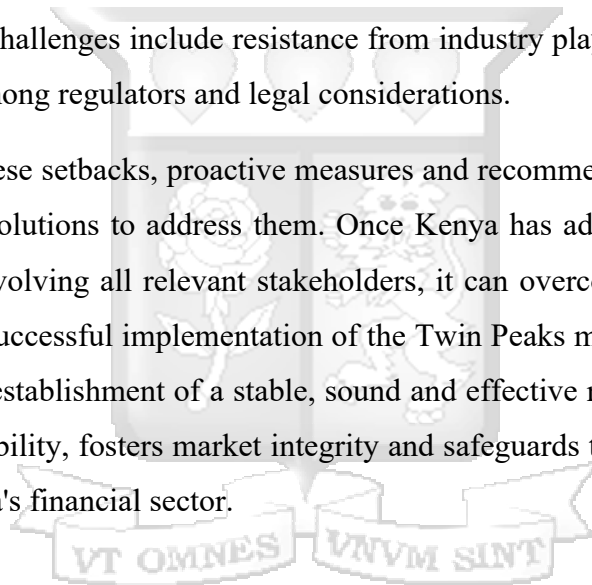 hallenges include resistance from industry play
nong regulators and legal considerations.
ese setbacks, proactive measures and recomme
olutions to address them. Once Kenya has ad
volving all relevant stakeholders, it can overc
uccessful implementation of the Twin Peaks m
establishment of a stable, sound and effective r
bility, fosters market integrity and safeguards t
a's financial sector.
VT OMNES VNVM SINT